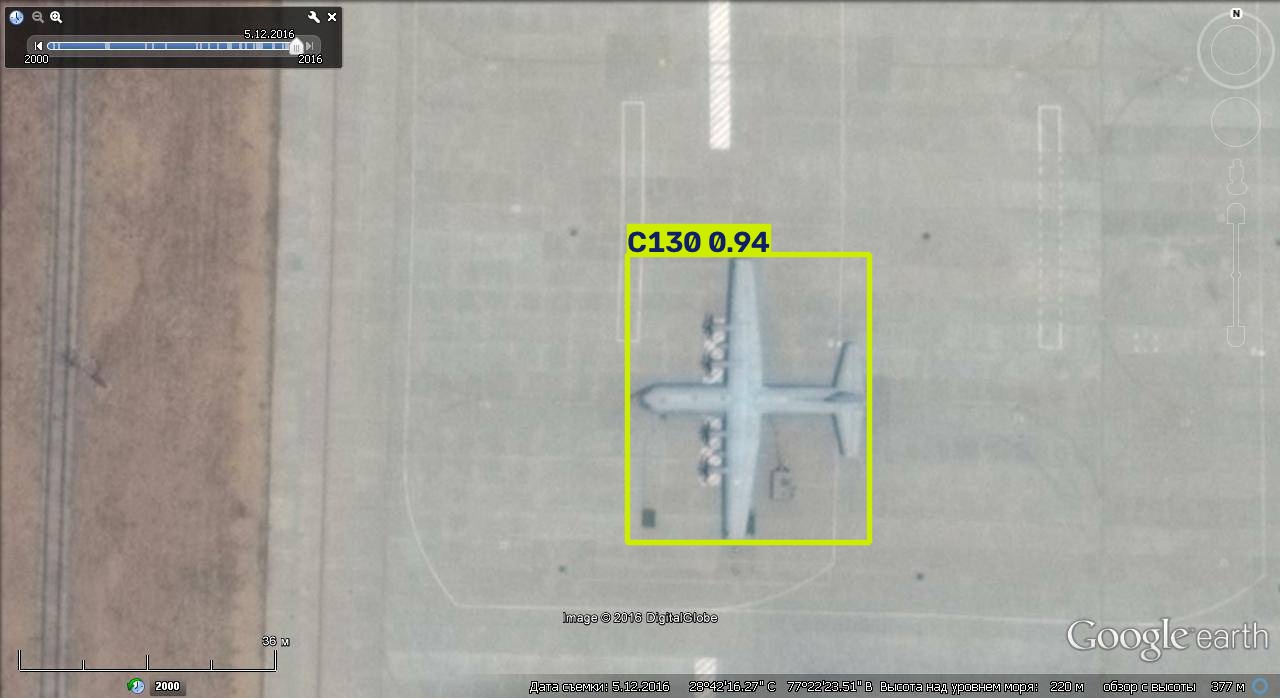 5.12.2016
2000
2016
N
C130 0.94
Image © 2016 DigitalGlobe
Google earth
36 м
2000
Дата съемки: 5.12.2016 23°42'16.27" С 77°22'23.51" В Высота над уровнем моря: 220 м обзор с высоты 377 м